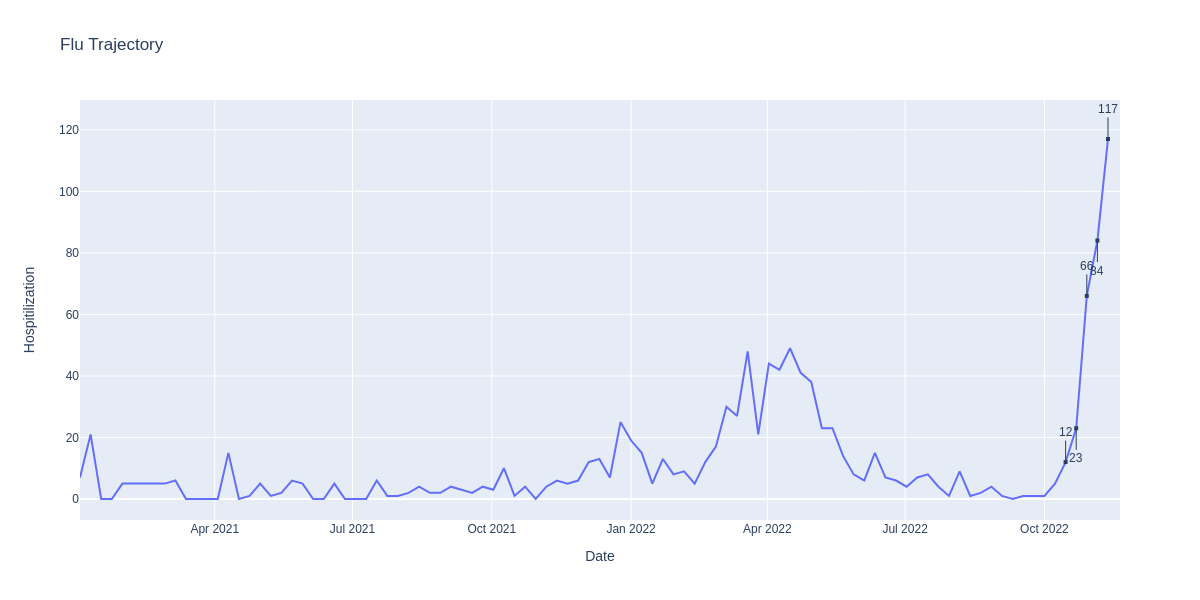 Flu Trajectory
Hospitilization
120
100
80
60
40
20
0
117
66
84
12
23
Apr 2021
Jul 2021
Oct 2021
Jan 2022
Apr 2022
Jul 2022
Oct 2022
Date